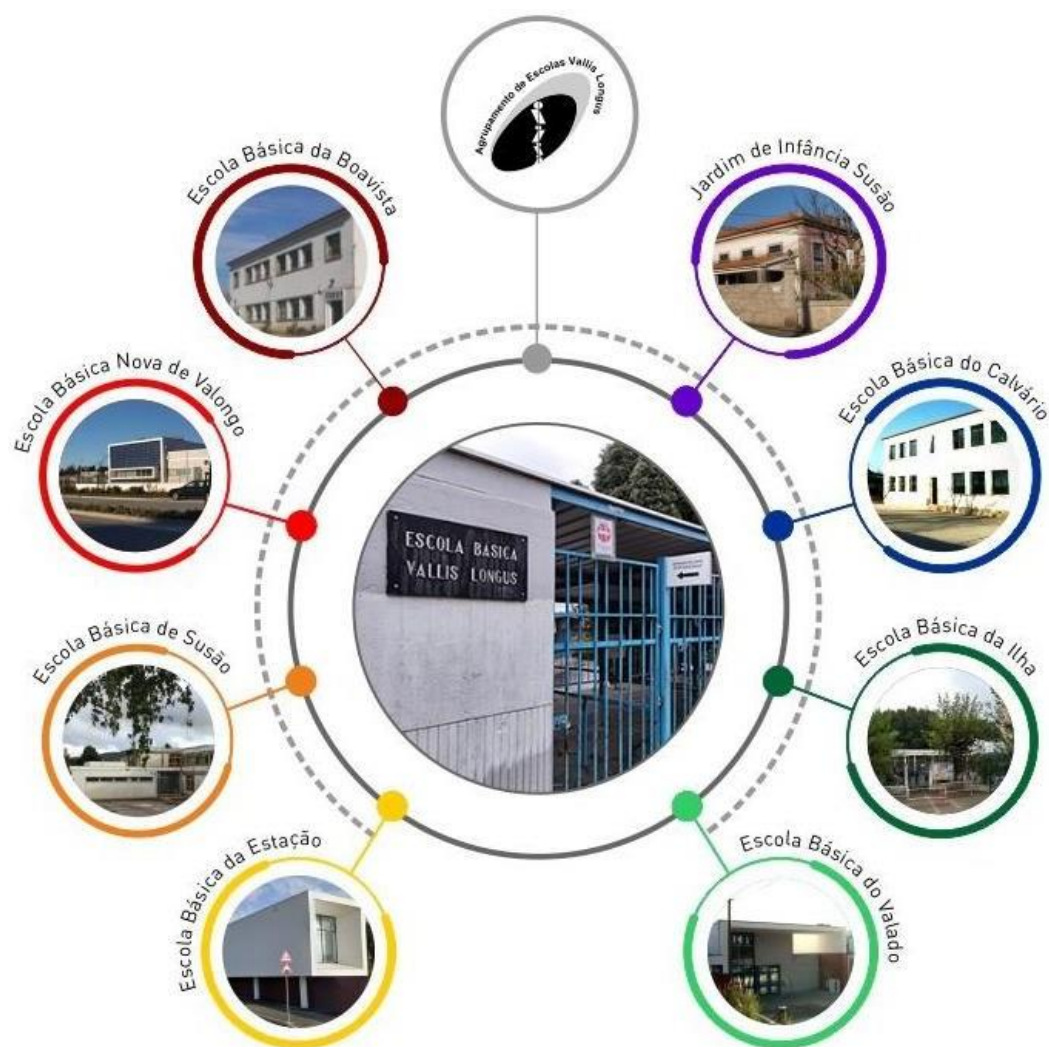 Agrupamento de Escolas Vallis Longus
Escola Básica da Boavista
Jardim de Infância Susão
Escola Básica Nova de Valongo
Escola Básica do Calvário
ESCOLA BÁSICA
VALLIS LONGUS
Escola Básica de Susão
Escola Básica da Ilha
Escola Básica da Estação
Escola Básica do Valado